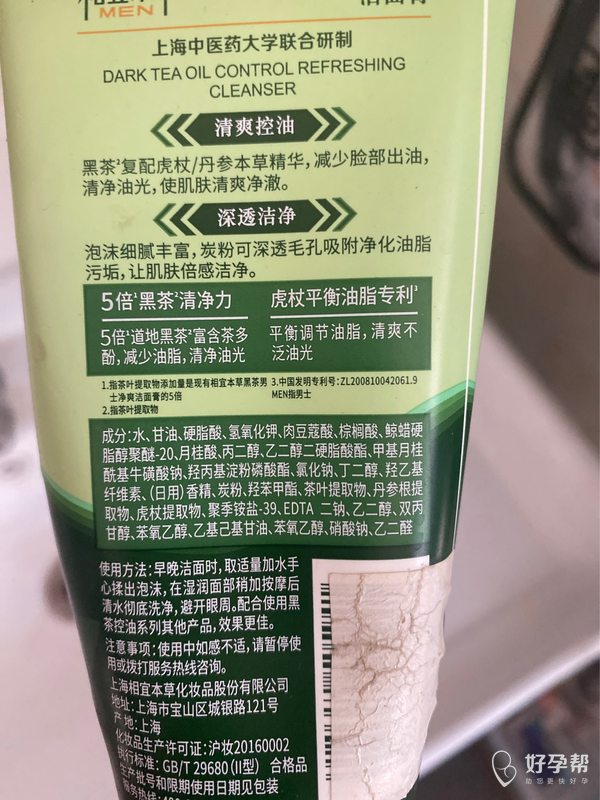 MEN
洁面膏
上海中医药大学联合研制
DARK TEA OIL CONTROL REFRESHING
CLEANSER
清爽控油
黑茶²复配虎杖/丹参本草精华，减少脸部出油，
清净油光，使肌肤清爽净澈。
深透洁净
泡沫细腻丰富，炭粉可深透毛孔吸附净化油脂
污垢，让肌肤倍感洁净。
5倍¹黑茶²清净力
5倍¹道地黑茶²富含茶多
酚，减少油脂，清净油光
虎杖平衡油脂专利³
平衡调节油脂，清爽不
泛油光
1.指茶叶提取物添加量是现有相宜本草黑茶男
士净爽洁面膏的5倍
2.指茶叶提取物
3.中国发明专利号：ZL200810042061.9
MEN指男士
成分：水、甘油、硬脂酸、氢氧化钾、肉豆蔻酸、棕榈酸、鲸蜡硬
脂醇聚醚-20、月桂酸、丙二醇、乙二醇二硬脂酸酯、甲基月桂
酰基牛磺酸钠、羟丙基淀粉磷酸酯、氯化钠、丁二醇、羟乙基
纤维素、（日用）香精、炭粉、羟苯甲酯、茶叶提取物、丹参根提
取物、虎杖提取物、聚季铵盐-39、EDTA 二钠、乙二醇、双丙
甘醇、苯氧乙醇、乙基己基甘油、苯氧乙醇、硝酸钠、乙二醛
使用方法：早晚洁面时，取适量加水手
心揉出泡沫，在湿润面部稍加按摩后
清水彻底洗净，避开眼周。配合使用黑
茶控油系列其他产品，效果更佳。
注意事项：使用中如感不适，请暂停使
用或拨打服务热线咨询。
上海相宜本草化妆品股份有限公司
地址：上海市宝山区城银路121号
产地：上海
化妆品生产许可证：沪妆20160002
执行标准：GB/T 29680(II型) 合格品
生产批号和限期使用日期见包装
服务热线：400
好孕帮
助您更快好孕